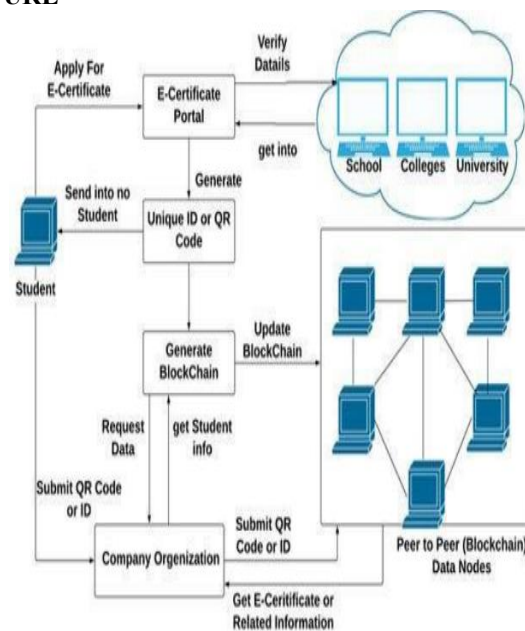 URE
Apply For
E-Certificate
E-Certificate
Portal
Verify
Datails
get into
School
Colleges
University
Generate
Send into no
Student
Unique ID or QR
Code
Student
Generate
BlockChain
Update
BlockChain
Request
Data
get Student
info
Submit QR Code
or ID
Company Orgenization
Submit QR
Code or ID
Peer to Peer (Blockchain)
Data Nodes
Get E-Ceritificate or
Related Information